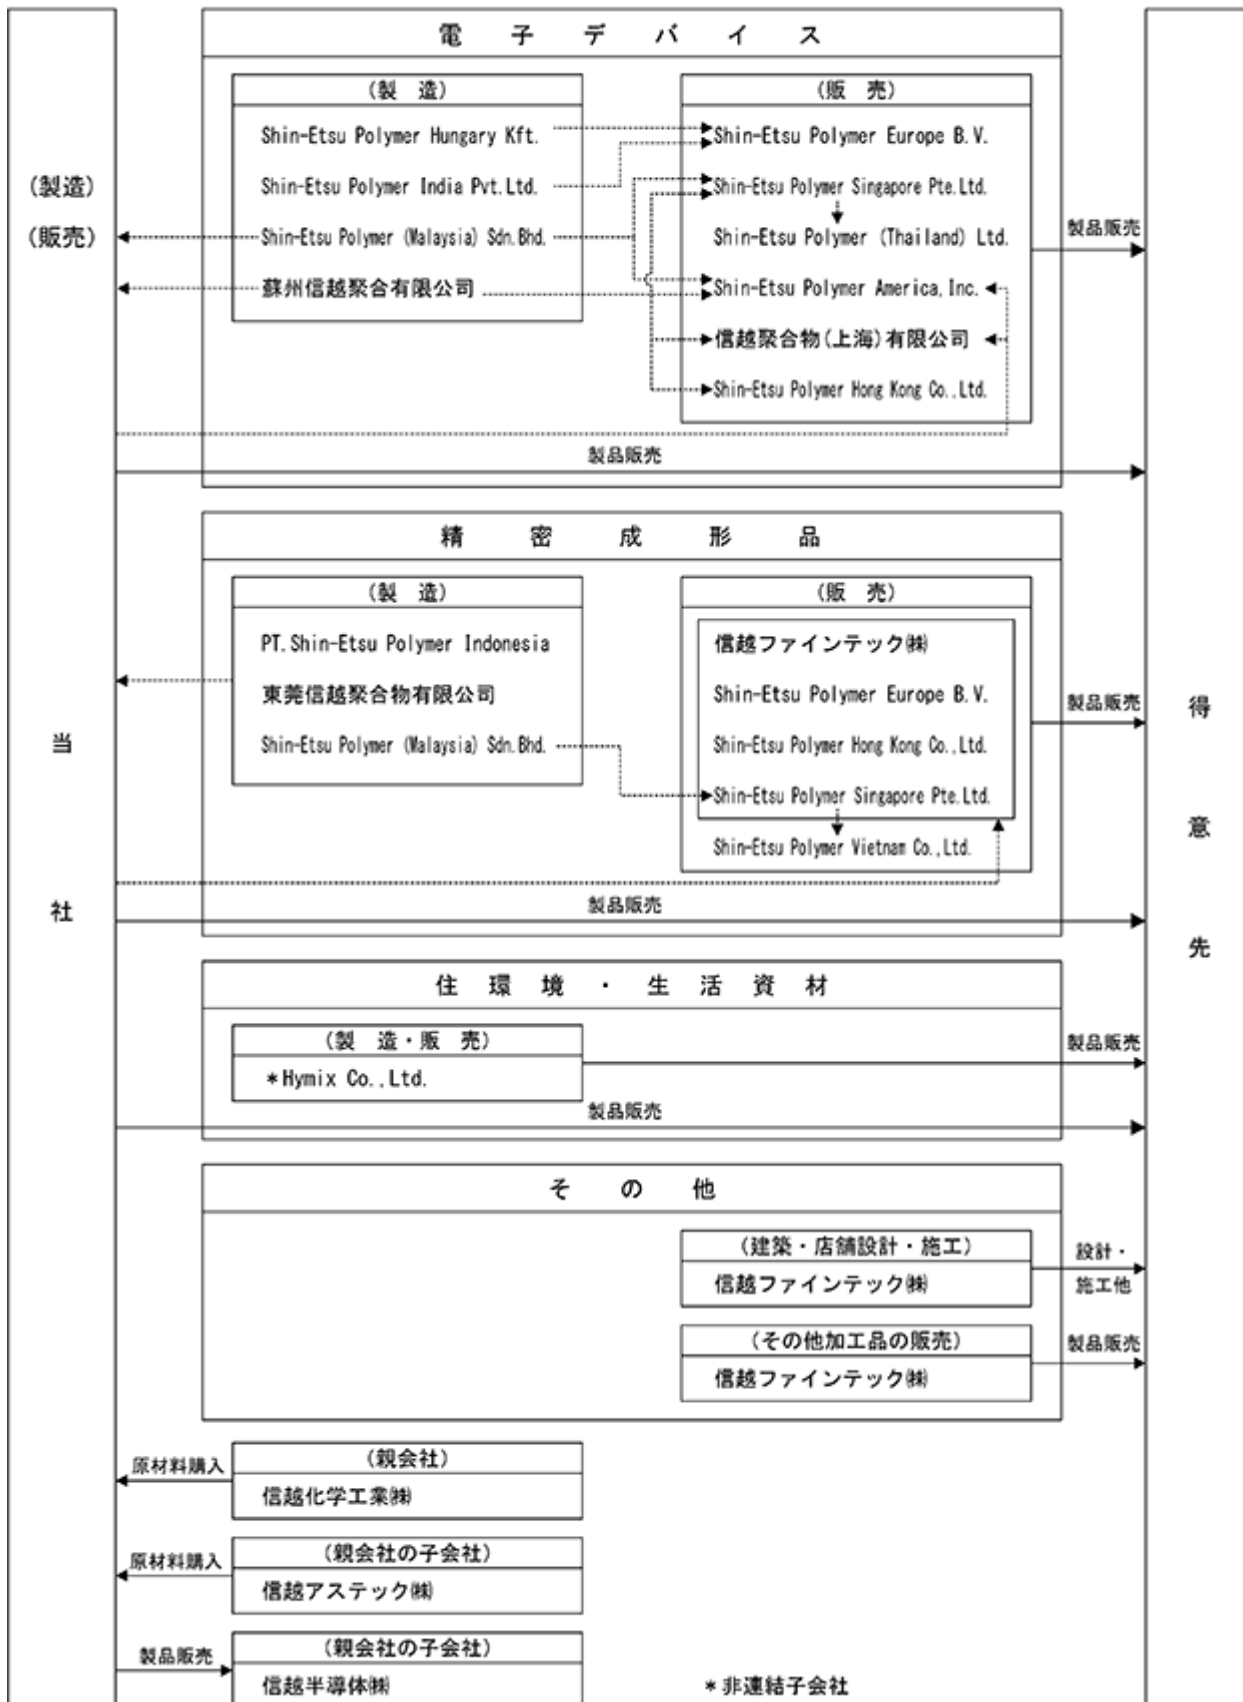 電子デバイス
(製 造)
(販 売)
Shin-Etsu Polymer Hungary Kft.
Shin-Etsu Polymer Europe B.V.
(製造)
Shin-Etsu Polymer India Pvt.Ltd.
Shin-Etsu Polymer Singapore Pte.Ltd.
(販売)
Shin-Etsu Polymer (Malaysia) Sdn.Bhd.
Shin-Etsu Polymer (Thailand) Ltd.
製品販売
蘇州信越聚合有限公司
Shin-Etsu Polymer America,Inc.
信越聚合物(上海)有限公司
Shin-Etsu Polymer Hong Kong Co.,Ltd.
製品販売
精密成形品
(製 造)
(販 売)
PT.Shin-Etsu Polymer Indonesia
信越ファインテック㈱
東莞信越聚合物有限公司
Shin-Etsu Polymer Europe B.V.
製品販売
Shin-Etsu Polymer (Malaysia) Sdn.Bhd.
Shin-Etsu Polymer Hong Kong Co.,Ltd.
Shin-Etsu Polymer Singapore Pte.Ltd.
Shin-Etsu Polymer Vietnam Co.,Ltd.
製品販売
当社
得意先
住環境・生活資材
(製 造・販 売)
*Hymix Co.,Ltd.
製品販売
製品販売
その他
(建築・店舗設計・施工)
信越ファインテック㈱
設計・
施工他
(その他加工品の販売)
信越ファインテック㈱
製品販売
原材料購入
(親会社)
信越化学工業㈱
原材料購入
(親会社の子会社)
信越アステック㈱
製品販売
(親会社の子会社)
信越半導体㈱
*非連結子会社